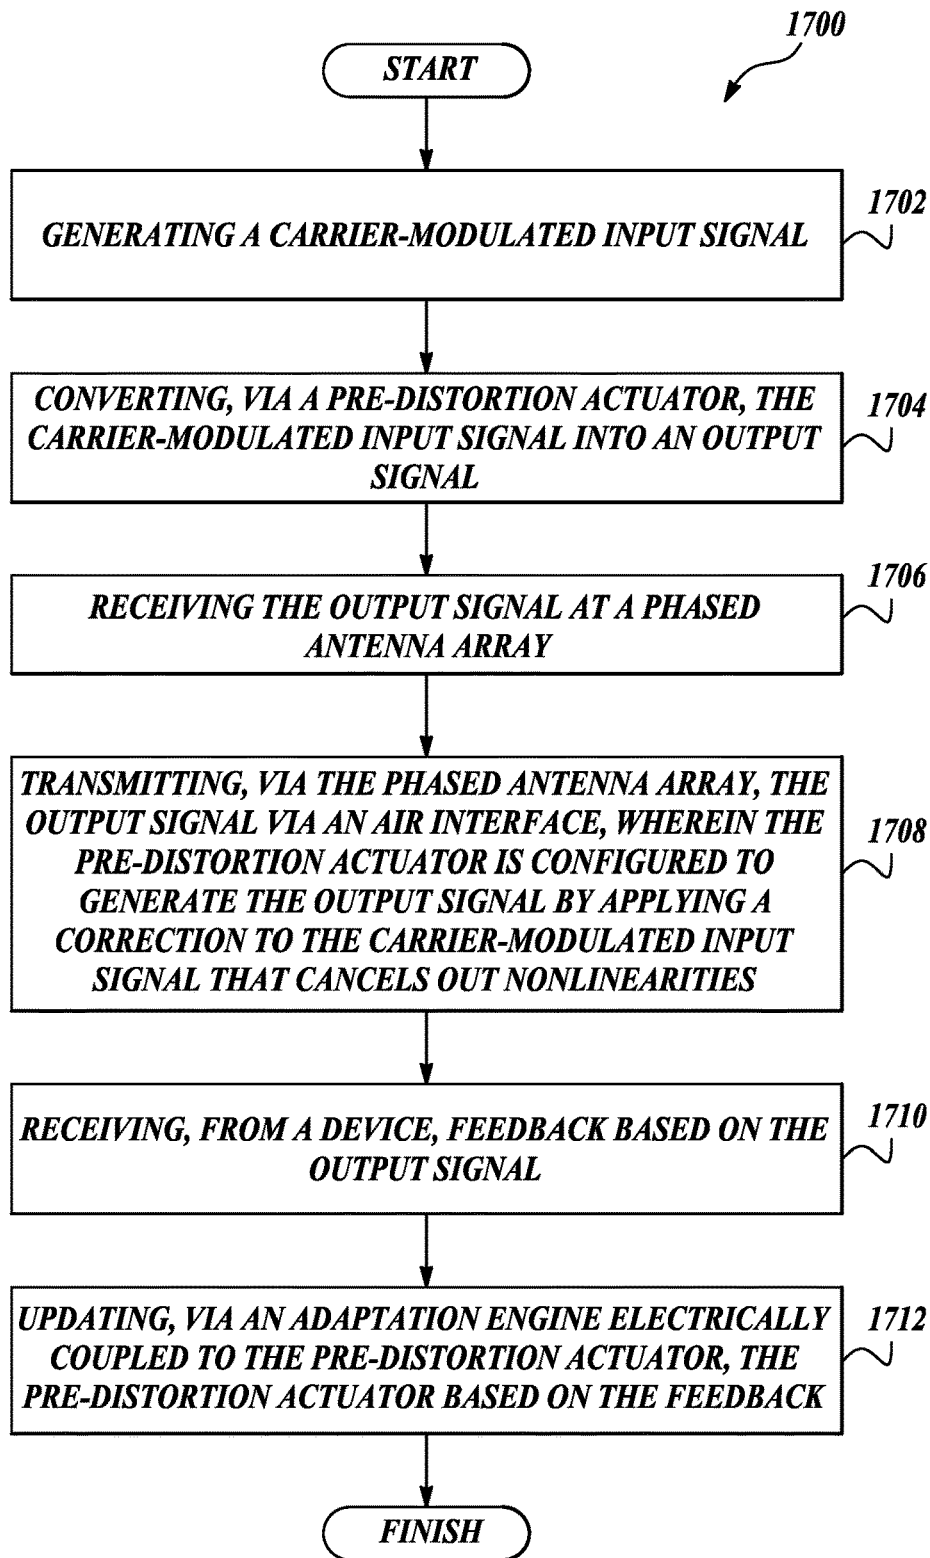 1700
START
GENERATING A CARRIER-MODULATED INPUT SIGNAL
1702
CONVERTING, VIA A PRE-DISTORTION ACTUATOR, THE
CARRIER-MODULATED INPUT SIGNAL INTO AN OUTPUT
SIGNAL
1704
RECEIVING THE OUTPUT SIGNAL AT A PHASED
ANTENNA ARRAY
1706
TRANSMITTING, VIA THE PHASED ANTENNA ARRAY, THE
OUTPUT SIGNAL VIA AN AIR INTERFACE, WHEREIN THE
PRE-DISTORTION ACTUATOR IS CONFIGURED TO
GENERATE THE OUTPUT SIGNAL BY APPLYING A
CORRECTION TO THE CARRIER-MODULATED INPUT
SIGNAL THAT CANCELS OUT NONLINEARITIES
1708
RECEIVING, FROM A DEVICE, FEEDBACK BASED ON THE
OUTPUT SIGNAL
1710
UPDATING, VIA AN ADAPTATION ENGINE ELECTRICALLY
COUPLED TO THE PRE-DISTORTION ACTUATOR, THE
PRE-DISTORTION ACTUATOR BASED ON THE FEEDBACK
1712
FINISH